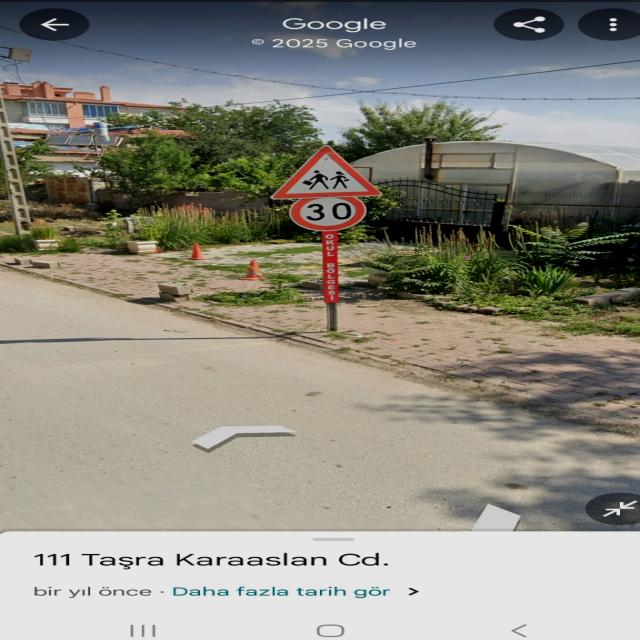 Google
© 2025 Google
30
OKUL BÖLGESİ
111 Taşra Karaaslan Cd.
bir yıl önce · Daha fazla tarih gör >